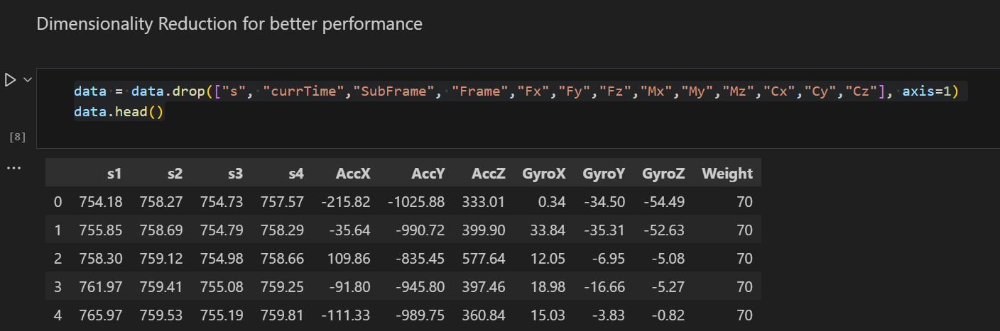 Dimensionality Reduction for better performance
data = data.drop(["s", "currTime","SubFrame", "Frame","Fx","Fy","Fz","Mx","My","Mz","Cx","Cy","Cz"], axis=1)
data.head()
[8]
...
s1 s2 s3 s4 AccX AccY AccZ GyroX GyroY GyroZ Weight
0 754.18 758.27 754.73 757.57 -215.82 -1025.88 333.01 0.34 -34.50 -54.49 70
1 755.85 758.69 754.79 758.29 -35.64 -990.72 399.90 33.84 -35.31 -52.63 70
2 758.30 759.12 754.98 758.66 109.86 -835.45 577.64 12.05 -6.95 -5.08 70
3 761.97 759.41 755.08 759.25 -91.80 -945.80 397.46 18.98 -16.66 -5.27 70
4 765.97 759.53 755.19 759.81 -111.33 -989.75 360.84 15.03 -3.83 -0.82 70